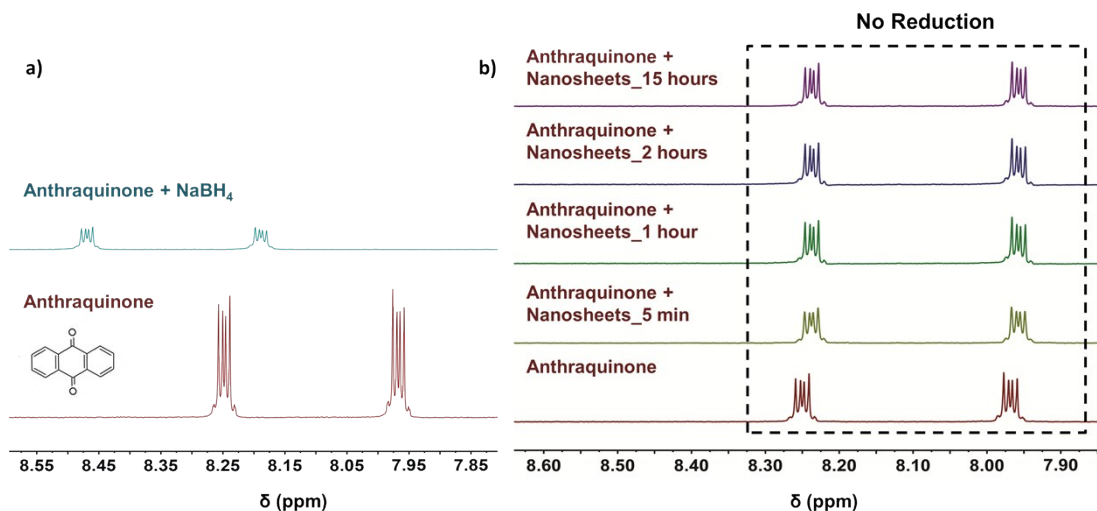 a)
Anthraquinone + NaBH₄
Anthraquinone
O
O
8.55 8.45 8.35 8.25 8.15 8.05 7.95 7.85
δ (ppm)
b)
No Reduction
Anthraquinone +
Nanosheets_15 hours
Anthraquinone +
Nanosheets_2 hours
Anthraquinone +
Nanosheets_1 hour
Anthraquinone +
Nanosheets_5 min
Anthraquinone
8.60 8.50 8.40 8.30 8.20 8.10 8.00 7.90
δ (ppm)